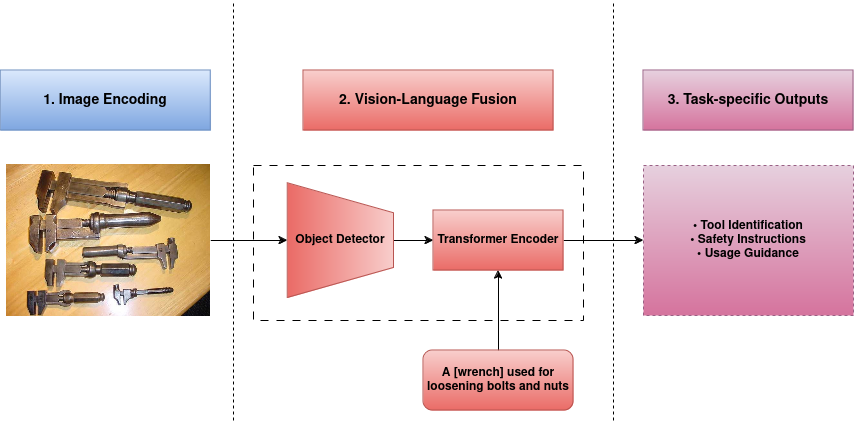 1. Image Encoding
2. Vision-Language Fusion
3. Task-specific Outputs
Object Detector
Transformer Encoder
• Tool Identification
• Safety Instructions
• Usage Guidance
A [wrench] used for
loosening bolts and nuts